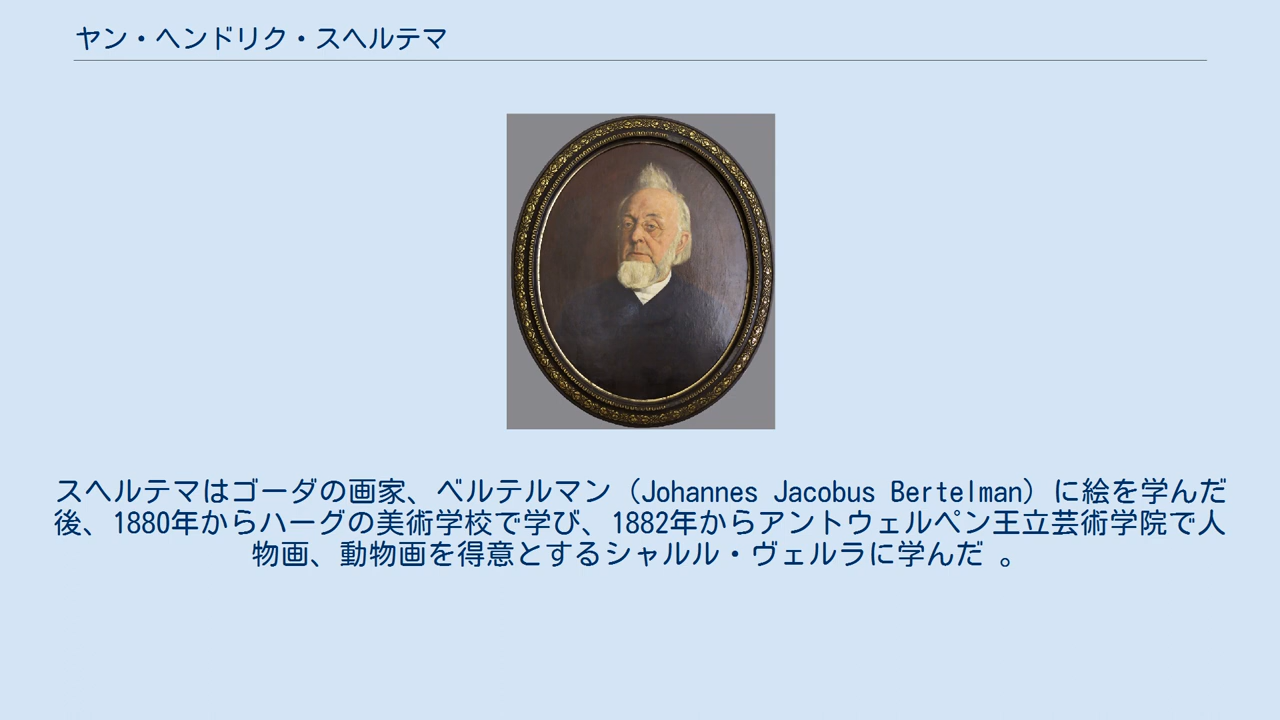 ヤン・ヘンドリク・スヘルテマ
スヘルテマはゴーダの画家、ベルテルマン（Johannes Jacobus Bertelman）に絵を学んだ
後、1880年からハーグの美術学校で学び、1882年からアントウェルペン王立芸術学院で人
物画、動物画を得意とするシャルル・ヴェルラに学んだ 。